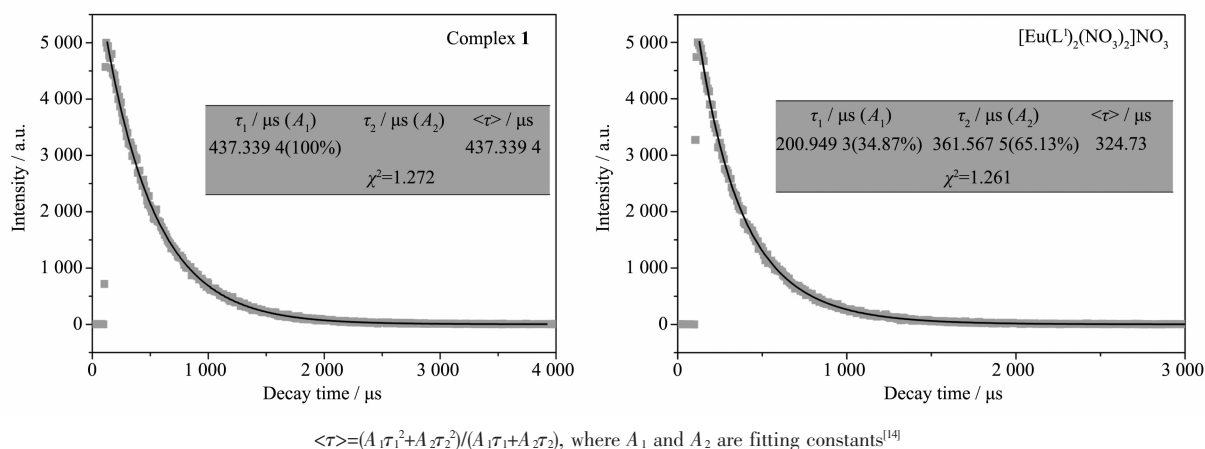 Complex 1
5 000
4 000
3 000
2 000
1 000
0
Intensity / a.u.
τ₁ / μs (A₁) τ₂ / μs (A₂) <τ> / μs
437.339 4(100%) 437.339 4
χ²=1.272
0 1 000 2 000 3 000 4 000
Decay time / μs
[Eu(Lᴵ)₂(NO₃)₂]NO₃
5 000
4 000
3 000
2 000
1 000
0
Intensity / a.u.
τ₁ / μs (A₁) τ₂ / μs (A₂) <τ> / μs
200.949 3(34.87%) 361.567 5(65.13%) 324.73
χ²=1.261
0 1 000 2 000 3 000
Decay time / μs
<τ>=(A₁τ₁²+A₂τ₂²)/(A₁τ₁+A₂τ₂), where A₁ and A₂ are fitting constants[14]